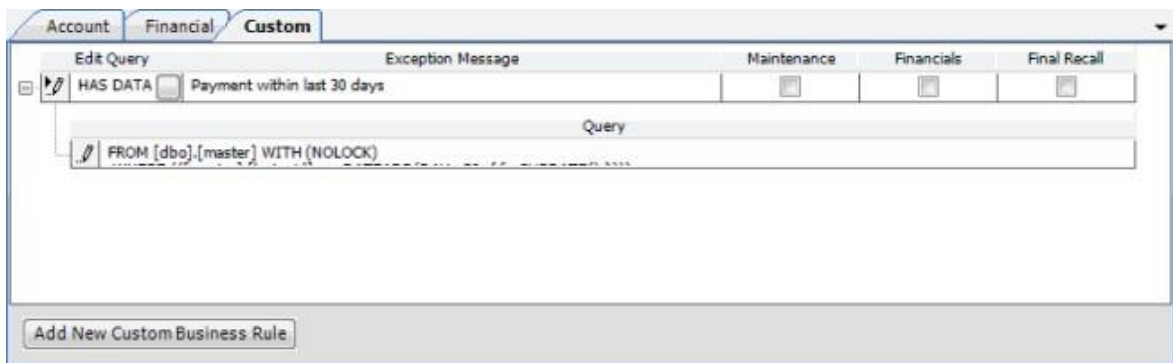 Account Financial Custom
Edit Query Exception Message Maintenance Financials Final Recall
HAS DATA Payment within last 30 days
Query
FROM [dbo].[master] WITH (NOLOCK)
Add New Custom Business Rule